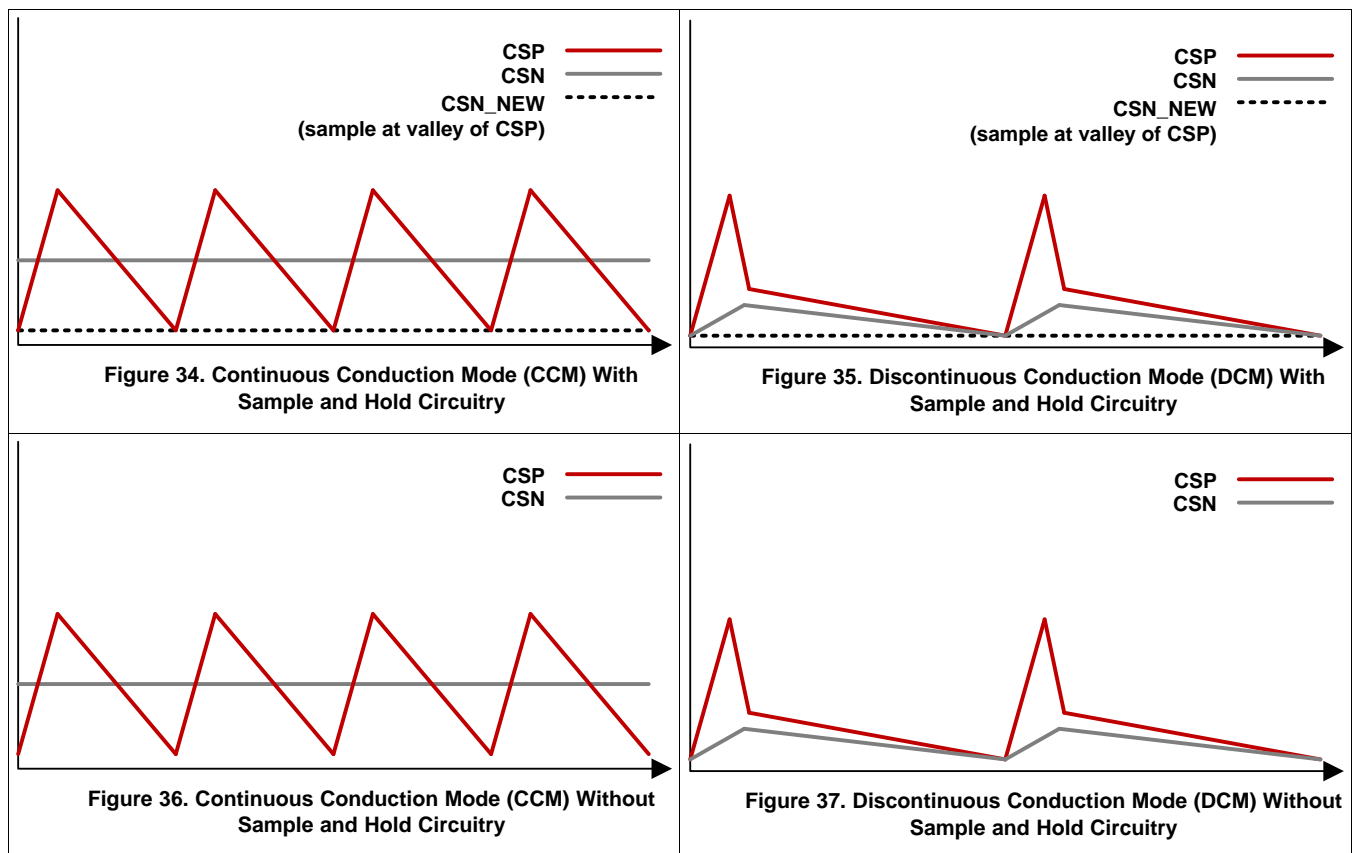 CSP
CSN
CSN_NEW
(sample at valley of CSP)
Figure 34. Continuous Conduction Mode (CCM) With
Sample and Hold Circuitry
CSP
CSN
CSN_NEW
(sample at valley of CSP)
Figure 35. Discontinuous Conduction Mode (DCM) With
Sample and Hold Circuitry
CSP
CSN
Figure 36. Continuous Conduction Mode (CCM) Without
Sample and Hold Circuitry
CSP
CSN
Figure 37. Discontinuous Conduction Mode (DCM) Without
Sample and Hold Circuitry